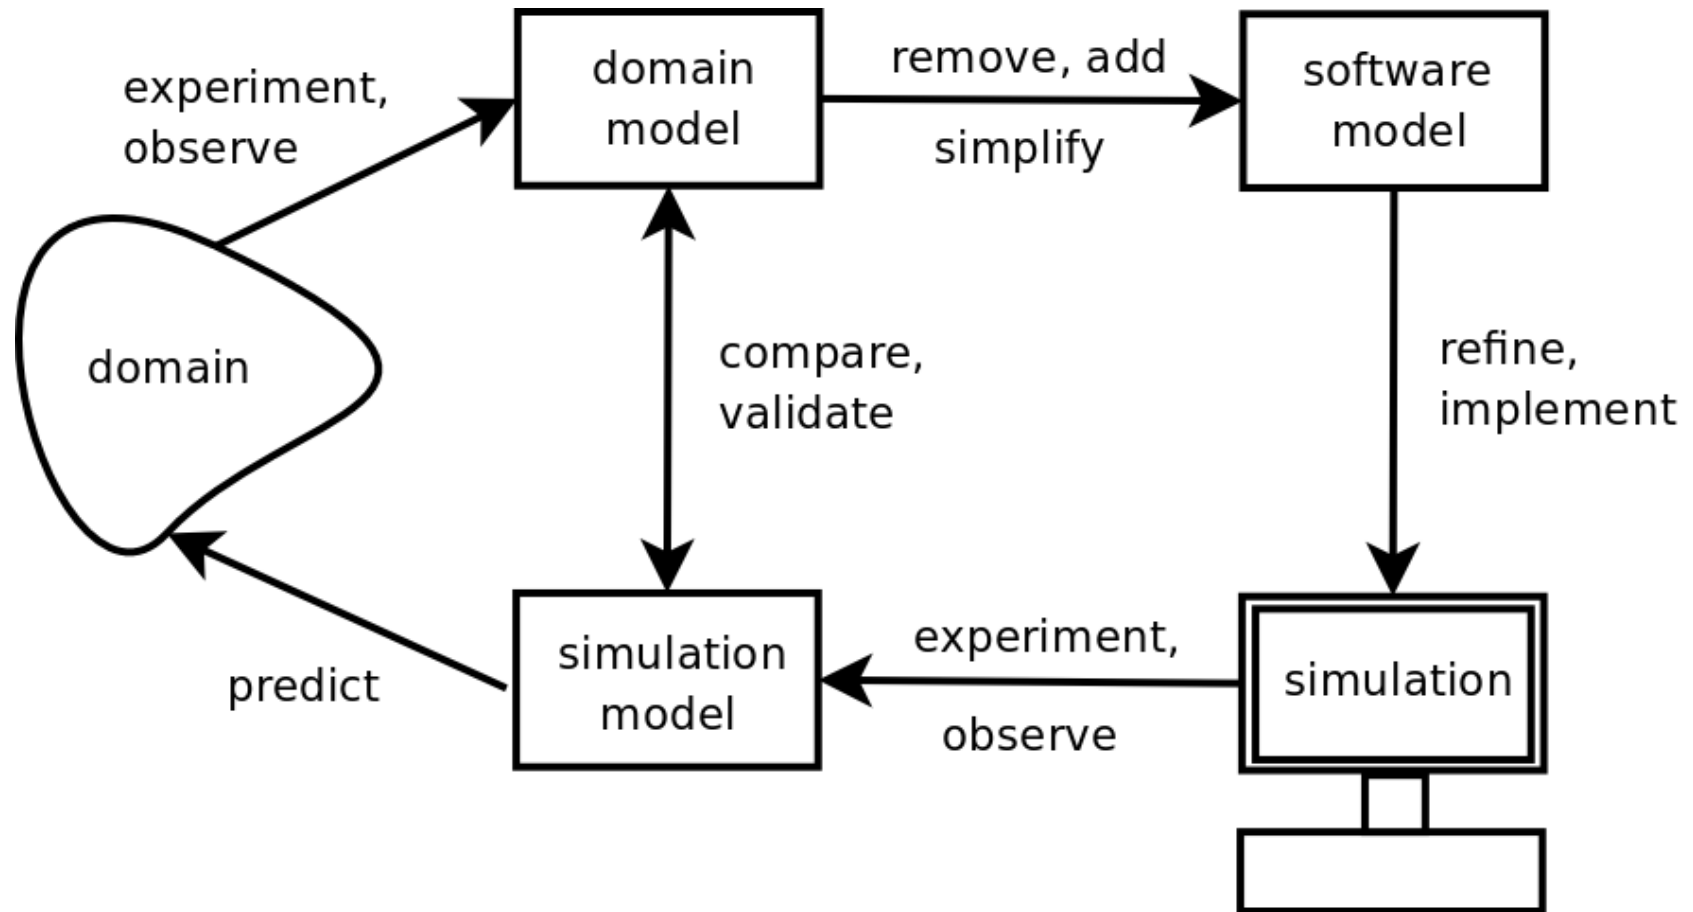 experiment,
observe
domain
model
remove, add
simplify
software
model
domain
compare,
validate
refine,
implement
predict
simulation
model
experiment,
observe
simulation